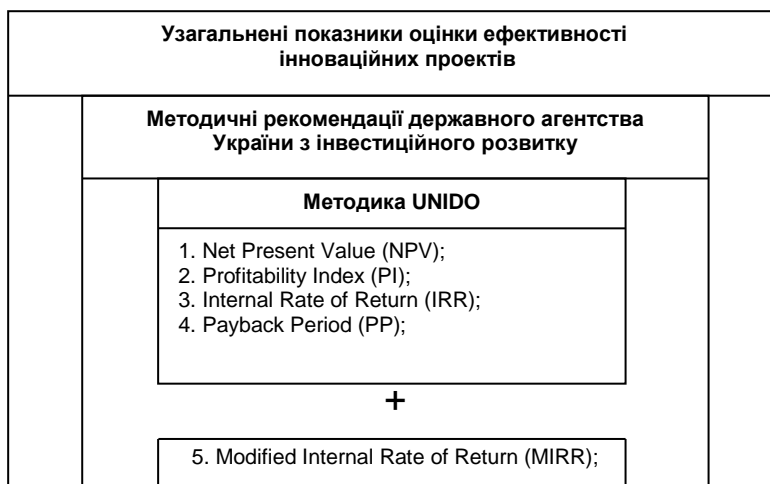 Узагальнені показники оцінки ефективності
інноваційних проектів
Методичні рекомендації державного агентства
України з інвестиційного розвитку
Методика UNIDO
1. Net Present Value (NPV);
2. Profitability Index (PI);
3. Internal Rate of Return (IRR);
4. Payback Period (PP);
+
5. Modified Internal Rate of Return (MIRR);